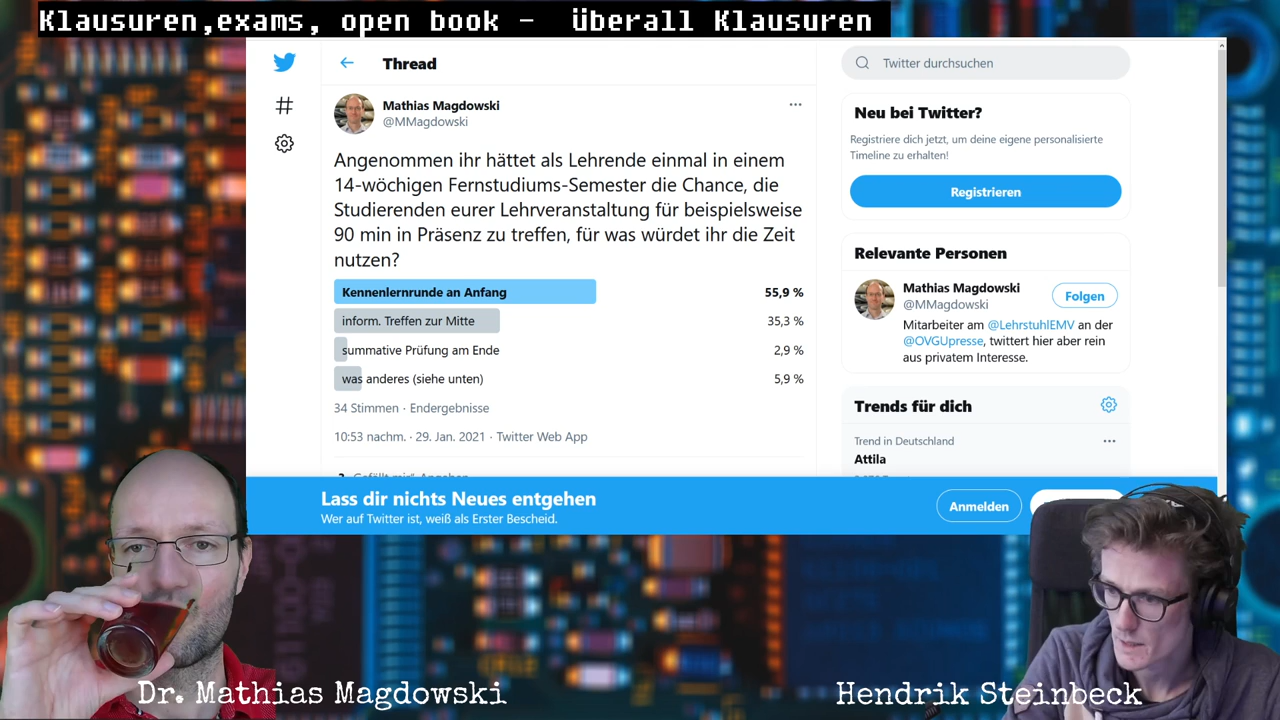 Klausuren,exams, open book - überall Klausuren
Thread
Twitter durchsuchen
Mathias Magdowski
@MMagdowski
Angenommen ihr hättet als Lehrende einmal in einem
14-wöchigen Fernstudiums-Semester die Chance, die
Studierenden eurer Lehrveranstaltung für beispielsweise
90 min in Präsenz zu treffen, für was würdet ihr die Zeit
nutzen?
Kennenlernrunde an Anfang 55,9 %
inform. Treffen zur Mitte 35,3 %
summative Prüfung am Ende 2,9 %
was anderes (siehe unten) 5,9 %
34 Stimmen · Endergebnisse
10:53 nachm. · 29. Jan. 2021 · Twitter Web App
Neu bei Twitter?
Registriere dich jetzt, um deine eigene personalisierte
Timeline zu erhalten!
Registrieren
Relevante Personen
Mathias Magdowski
@MMagdowski
Folgen
Mitarbeiter am @LehrstuhlEMV an der
@OVGUpresse, twittert hier aber rein
aus privatem Interesse.
Trends für dich
Trend in Deutschland
Attila
Lass dir nichts Neues entgehen
Wer auf Twitter ist, weiß als Erster Bescheid.
Anmelden
Dr. Mathias Magdowski
Hendrik Steinbeck